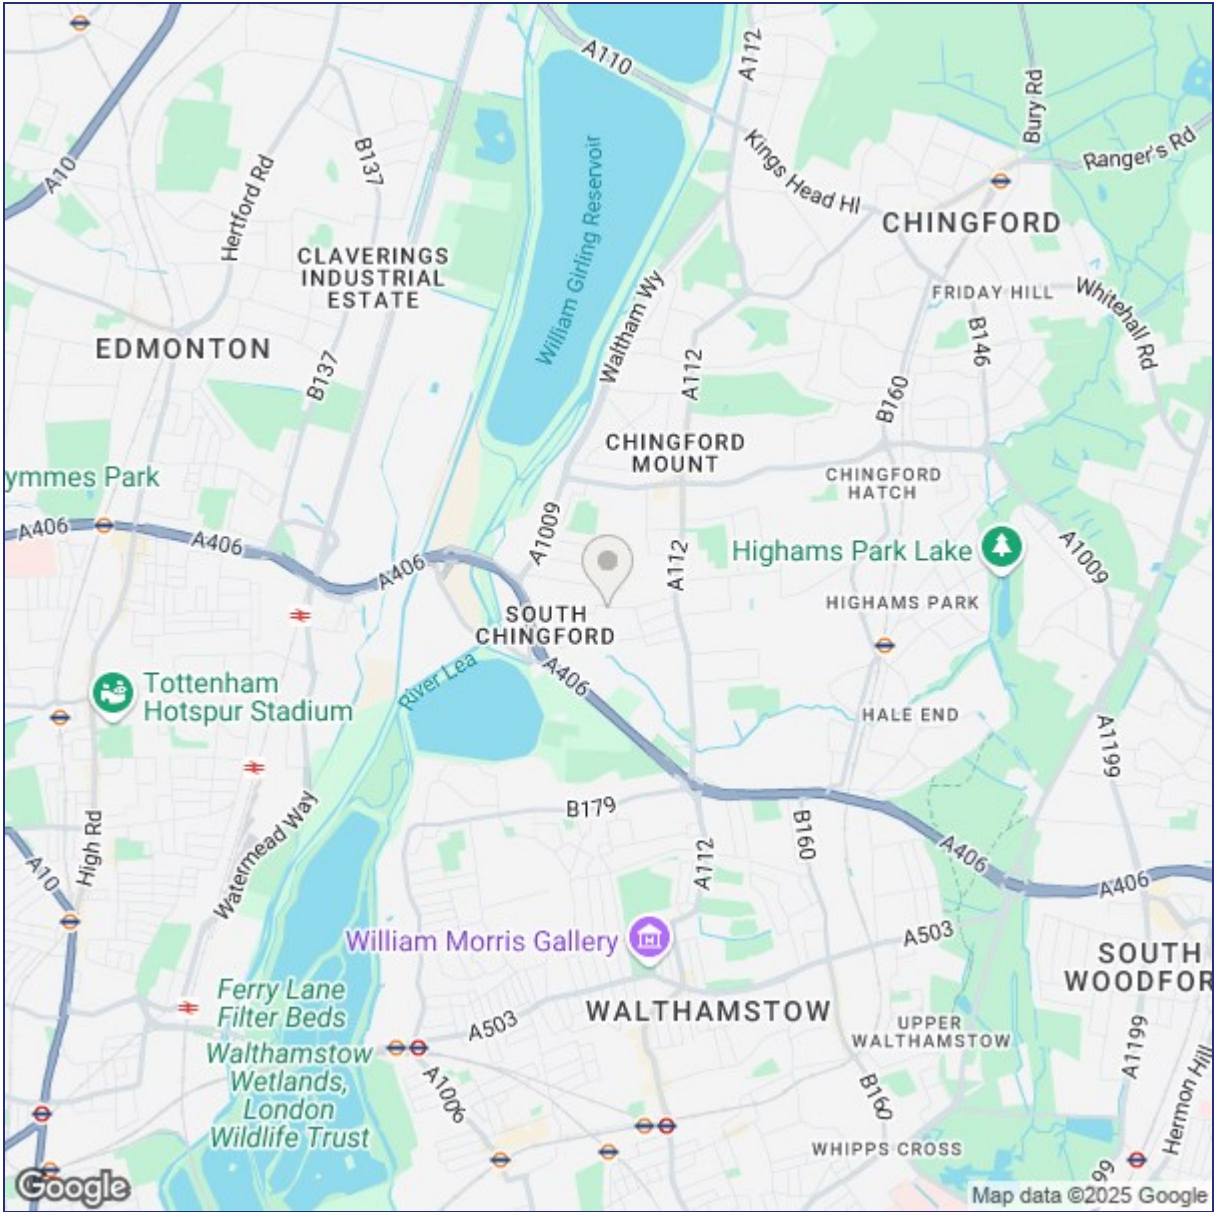 A110
A112
Bury Rd
Ranger's Rd
Kings Head Hl
A10
B137
Hertford Rd
William Girling Reservoir
CHINGFORD
CLAVERINGS
INDUSTRIAL
ESTATE
FRIDAY HILL
Whitehall Rd
Waltham Wy
B146
EDMONTON
B137
A112
B160
CHINGFORD
MOUNT
CHINGFORD
HATCH
ymmes Park
A406
A406
A1009
A406
A112
Highams Park Lake
A1009
HIGHAMS PARK
SOUTH
CHINGFORD
River Lea
A406
Tottenham
Hotspur Stadium
HALE END
A1199
B179
B160
High Rd
Watermead Way
A10
A112
A406
A406
William Morris Gallery
A503
SOUTH
WOODFOR
Ferry Lane
Filter Beds
A503
WALTHAMSTOW
UPPER
WALTHAMSTOW
A1199
Walthamstow
Wetlands,
London
Wildlife Trust
A1006
B160
Hermon Hill
WHIPPS CROSS
99
Google
Map data ©2025 Google